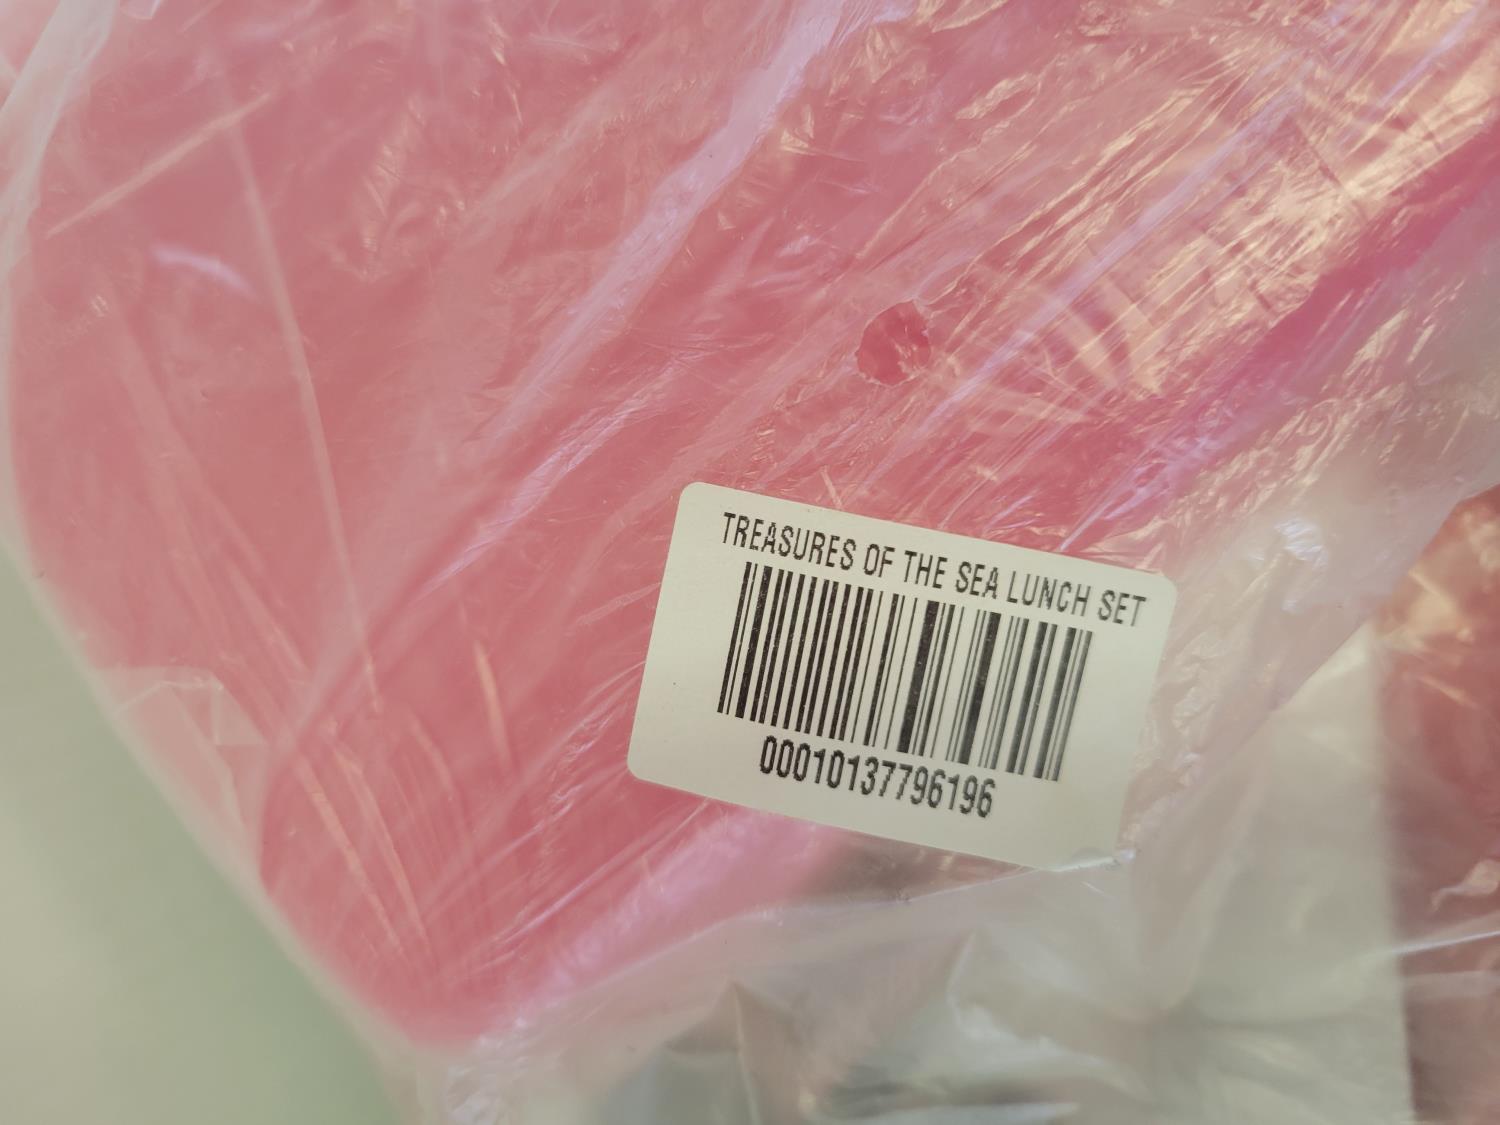 TREASURES OF THE SEA LUNCH SET
00010137796196